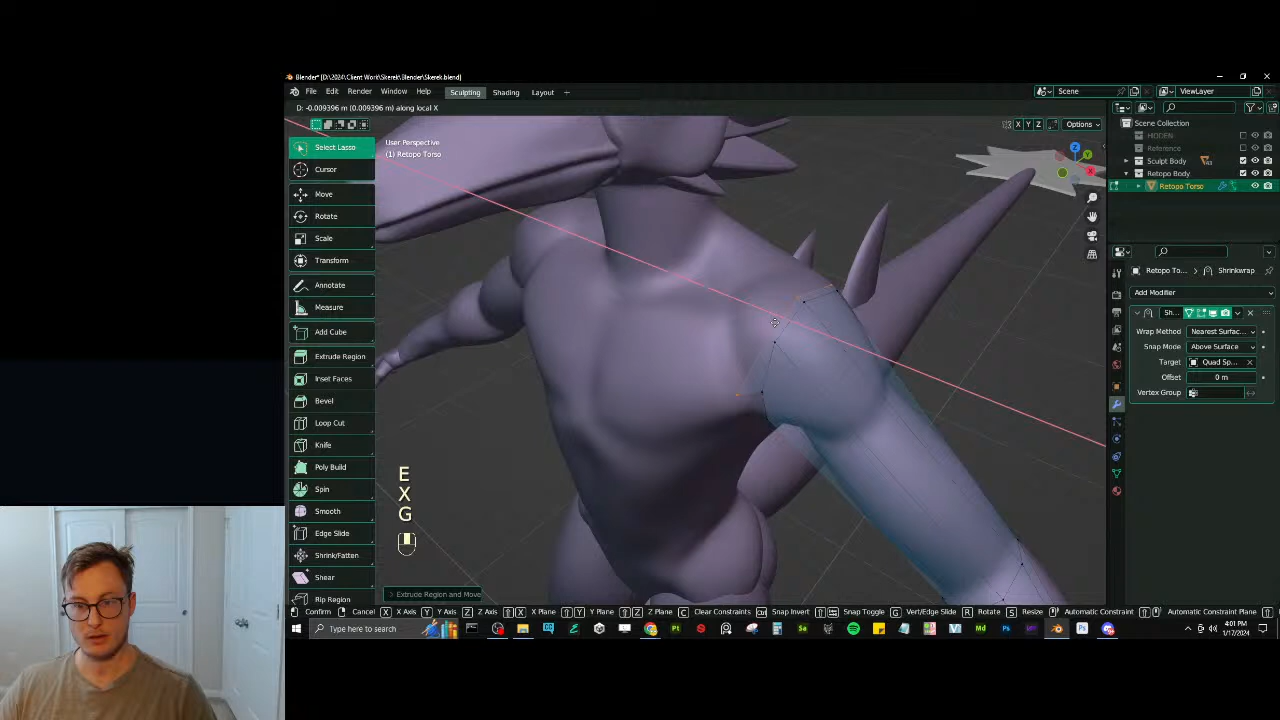 Blender* [D:\2024\Client Work\Skerek\Blender\Skerek.blend]
File Edit Render Window Help Sculpting Shading Layout + Scene ViewLayer
D: -0.009396 m (0.009396 m) along local X
X Y Z Options
User Perspective
(1) Retopo Torso
Scene Collection
HDDEN
Reference
Sculpt Body
Retopo Body
Retopo Torso
Select Lasso
Cursor
Move
Rotate
Scale
Transform
Annotate
Measure
Add Cube
Extrude Region
Inset Faces
Bevel
Loop Cut
Knife
Poly Build
Spin
Smooth
Edge Slide
Shrink/Fatten
Shear
Rip Region
Z
Y
X
Retopo To... > Shrinkwrap
Add Modifier
Sh...
Wrap Method Nearest Surfac...
Snap Mode Above Surface
Target Quad Sp...
Offset 0 m
Vertex Group
E
X
G
> Extrude Region and Move
Confirm Cancel X X Axis Y Y Axis Z Z Axis X X Plane Y Y Plane Z Z Plane C Clear Constraints Snap Invert Snap Toggle G Vert/Edge Slide R Rotate S Resize Automatic Constraint Automatic Constraint Plane
Type here to search
4:01 PM
1/17/2024